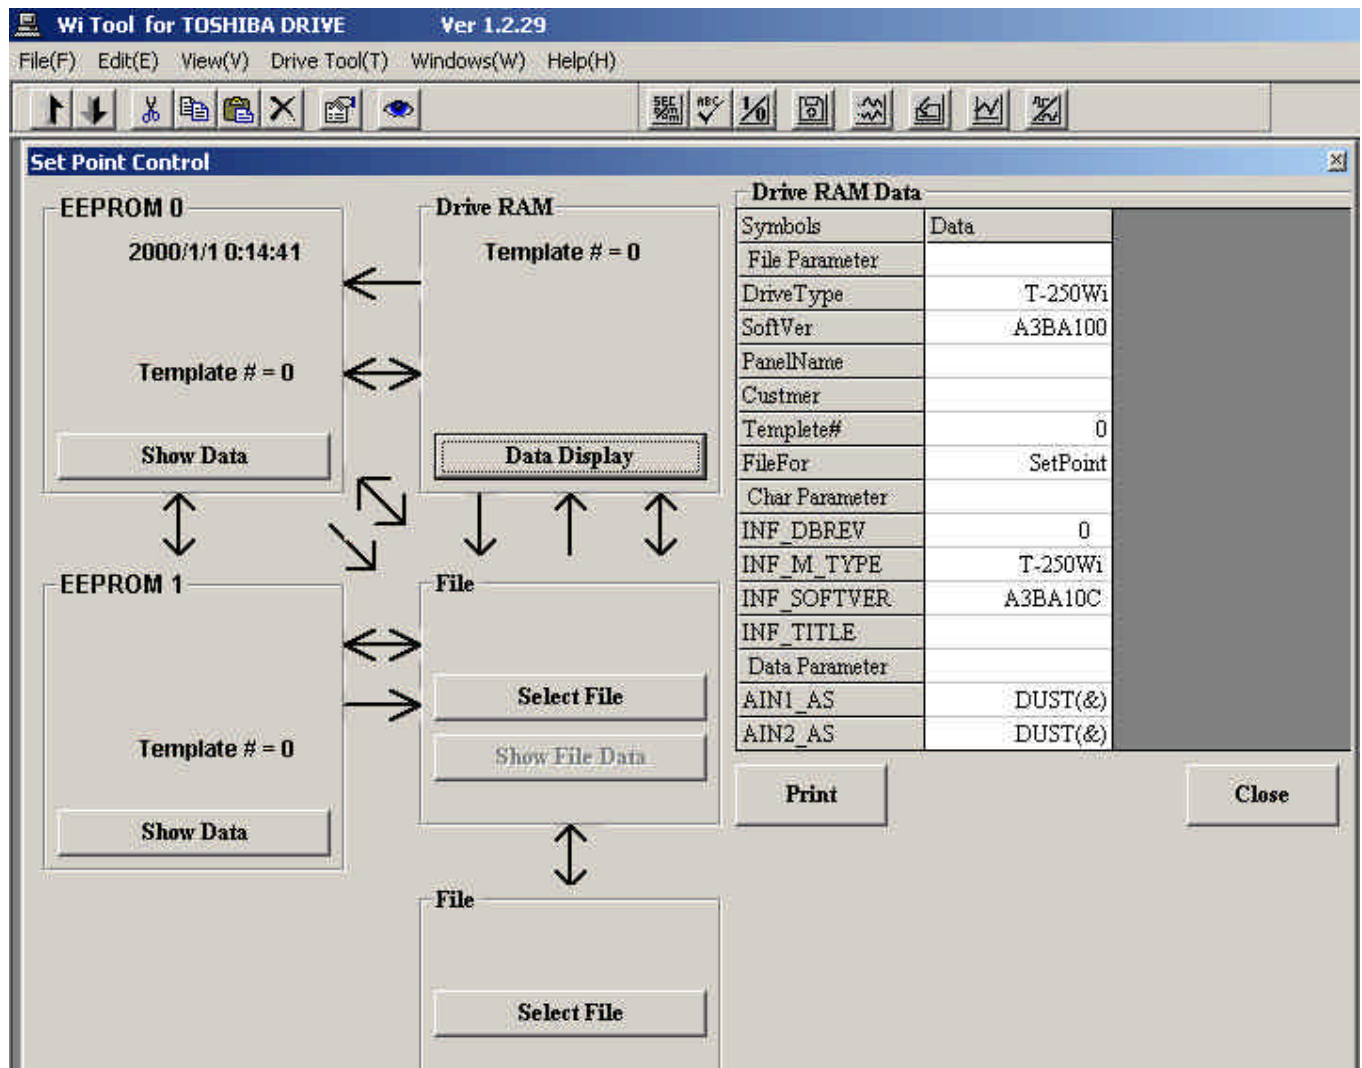 Wi Tool for TOSHIBA DRIVE Ver 1.2.29
File(F) Edit(E) View(V) Drive Tool(T) Windows(W) Help(H)
ABC
1/0
Set Point Control
EEPROM 0
2000/1/1 0:14:41
Template # = 0
Show Data
Drive RAM
Template # = 0
Data Display
EEPROM 1
Template # = 0
Show Data
File
Select File
Show File Data
File
Select File
Drive RAM Data
Symbols Data
File Parameter
DriveType T-250Wi
SoftVer A3BA100
PanelName
Custmer
Templete# 0
FileFor SetPoint
Char Parameter
INF_DBREV 0
INF_M_TYPE T-250Wi
INF_SOFTVER A3BA10C
INF_TITLE
Data Parameter
AIN1_AS DUST(&)
AIN2_AS DUST(&)
Print
Close